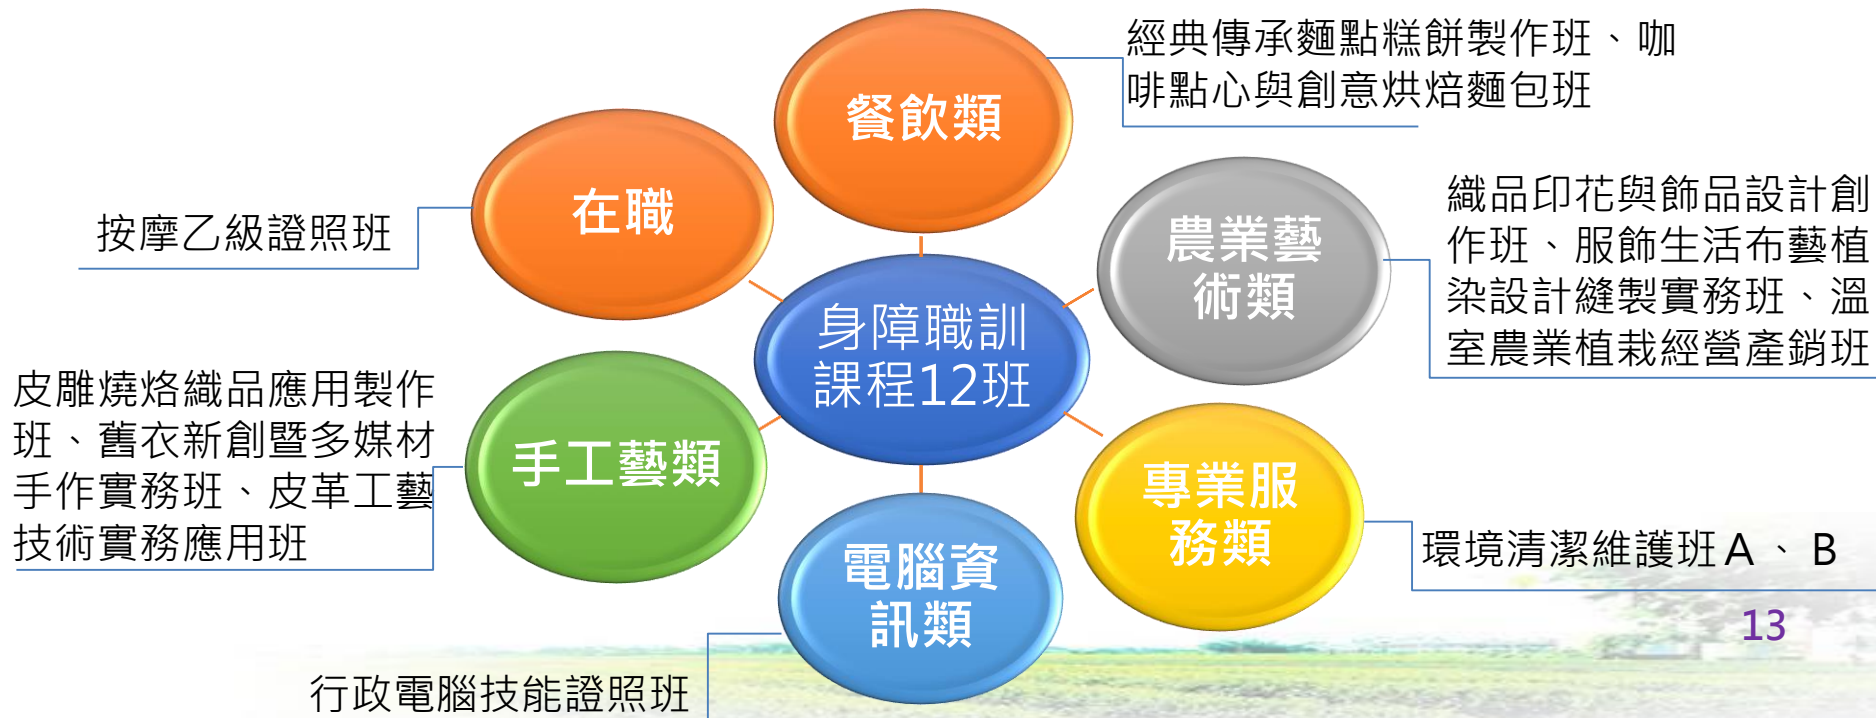 經典傳承麵點糕餅製作班、咖
啡點心與創意烘焙麵包班
餐飲類
在職
按摩乙級證照班
農業藝
術類
織品印花與飾品設計創
作班、服飾生活布藝植
染設計縫製實務班、溫
室農業植栽經營產銷班
身障職訓
課程12班
皮雕燒烙織品應用製作
班、舊衣新創暨多媒材
手作實務班、皮革工藝
技術實務應用班
手工藝類
專業服
務類
環境清潔維護班A、B
電腦資
訊類
行政電腦技能證照班
13